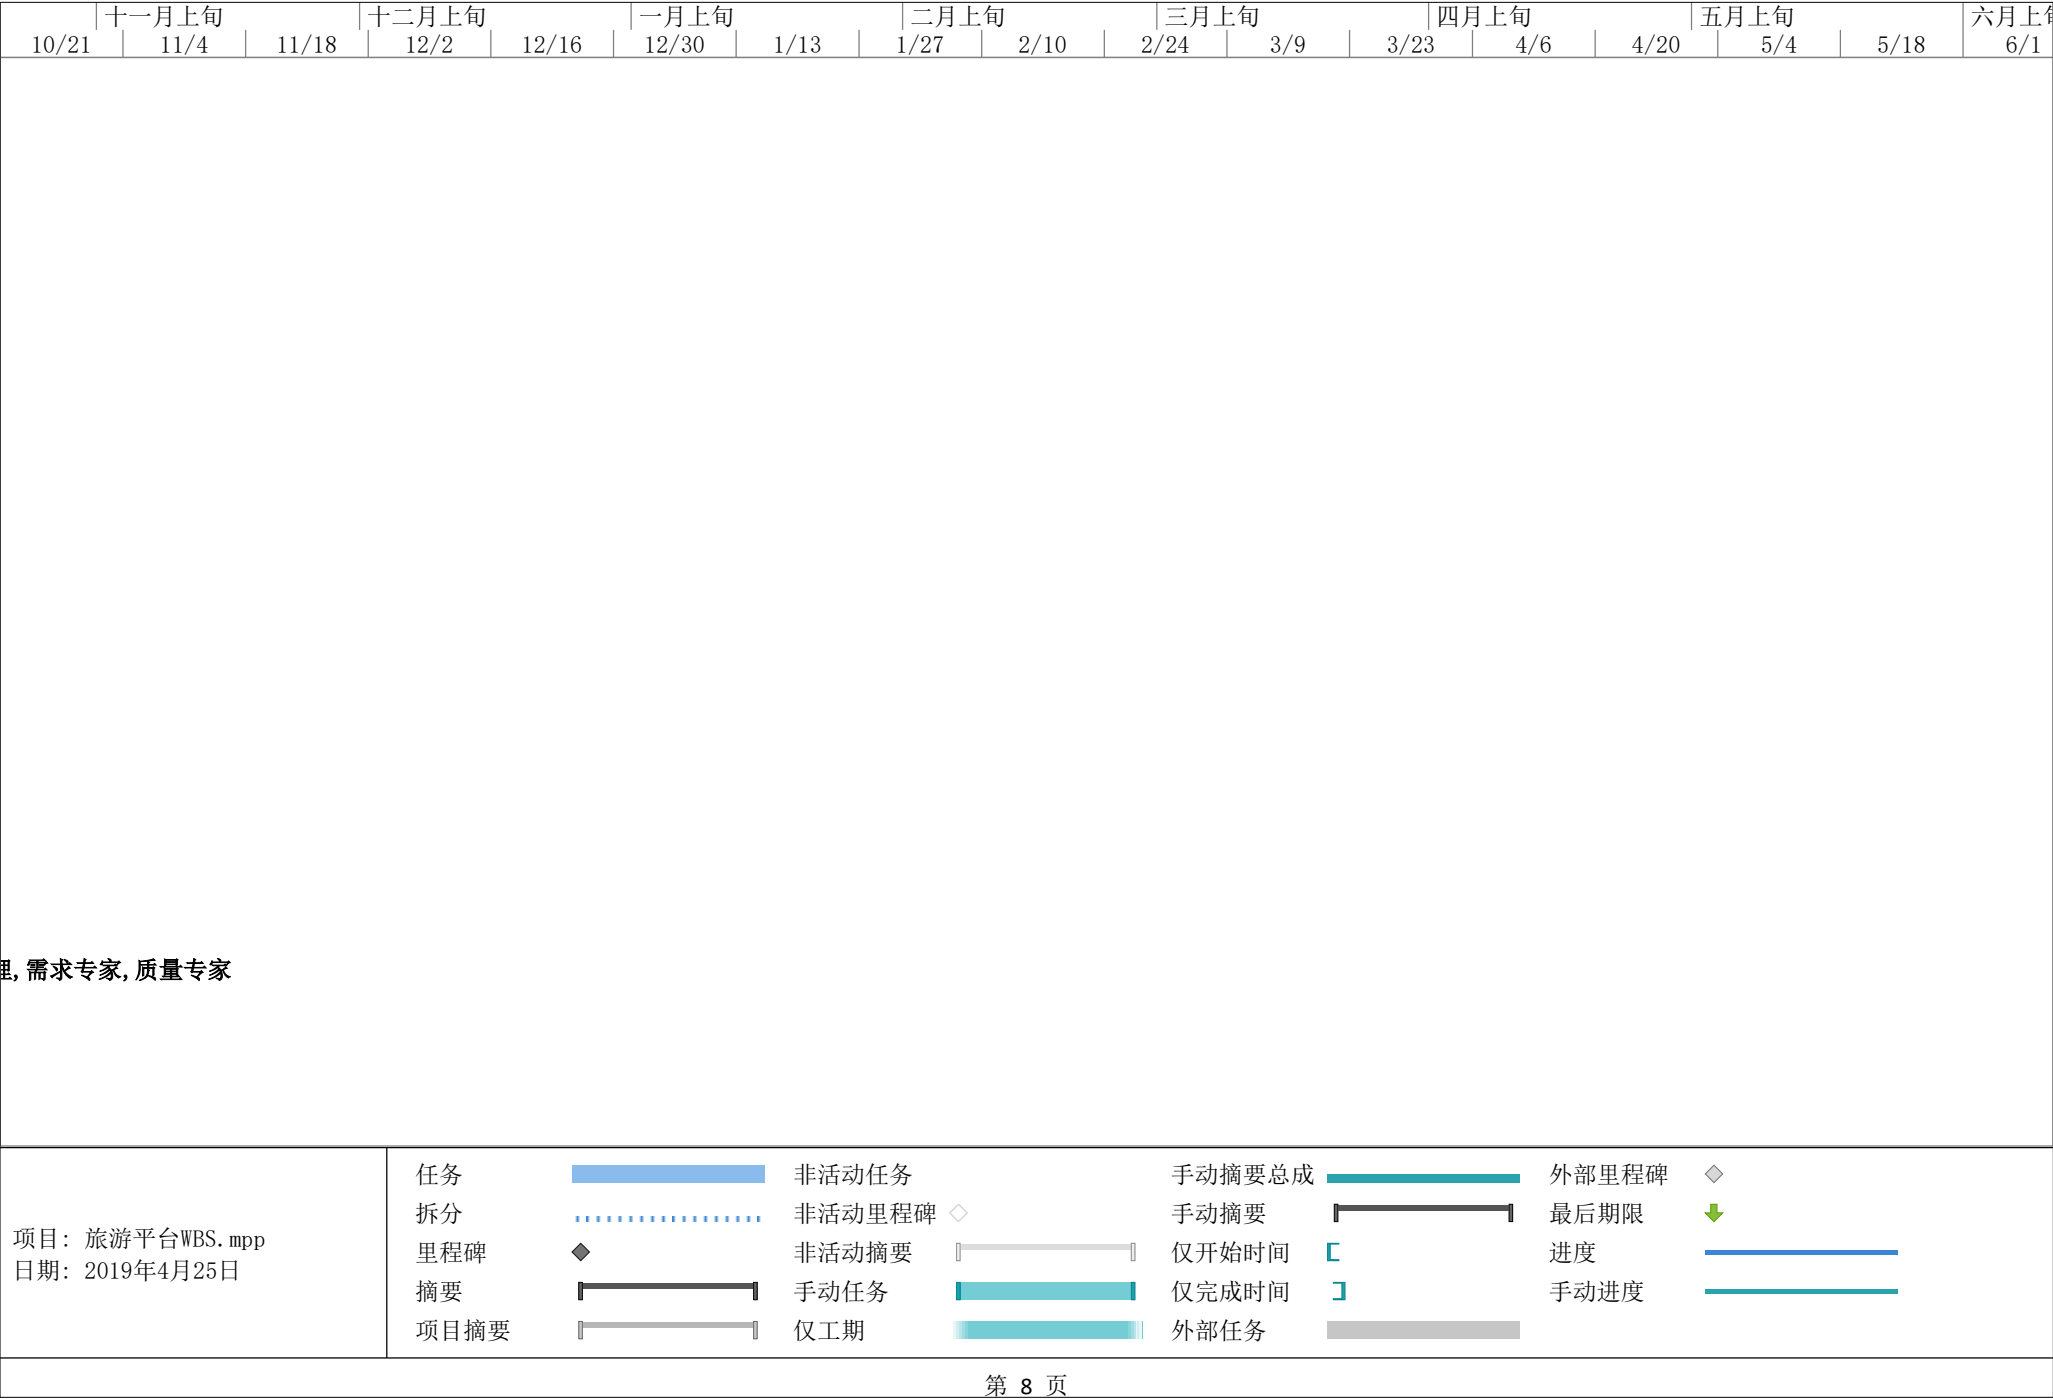 十一月上旬 十二月上旬 一月上旬 二月上旬 三月上旬 四月上旬 五月上旬 六月上旬
10/21 11/4 11/18 12/2 12/16 12/30 1/13 1/27 2/10 2/24 3/9 3/23 4/6 4/20 5/4 5/18 6/1
理,需求专家,质量专家
项目: 旅游平台WBS.mpp
日期: 2019年4月25日
任务 非活动任务 手动摘要总成 外部里程碑
拆分 非活动里程碑 手动摘要 最后期限
里程碑 非活动摘要 仅开始时间 进度
摘要 手动任务 仅完成时间 手动进度
项目摘要 仅工期 外部任务
第 8 页